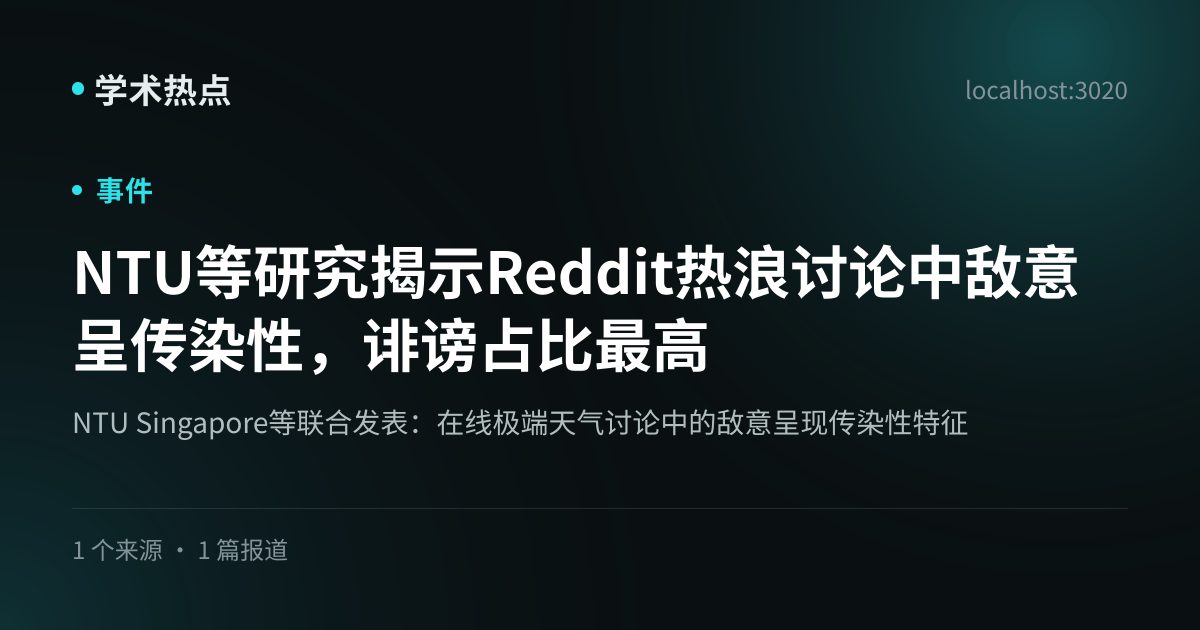 学术热点
localhost:3020
事件
NTU等研究揭示Reddit热浪讨论中敌意
呈传染性，诽谤占比最高
NTU Singapore等联合发表：在线极端天气讨论中的敌意呈现传染性特征
1 个来源 · 1 篇报道